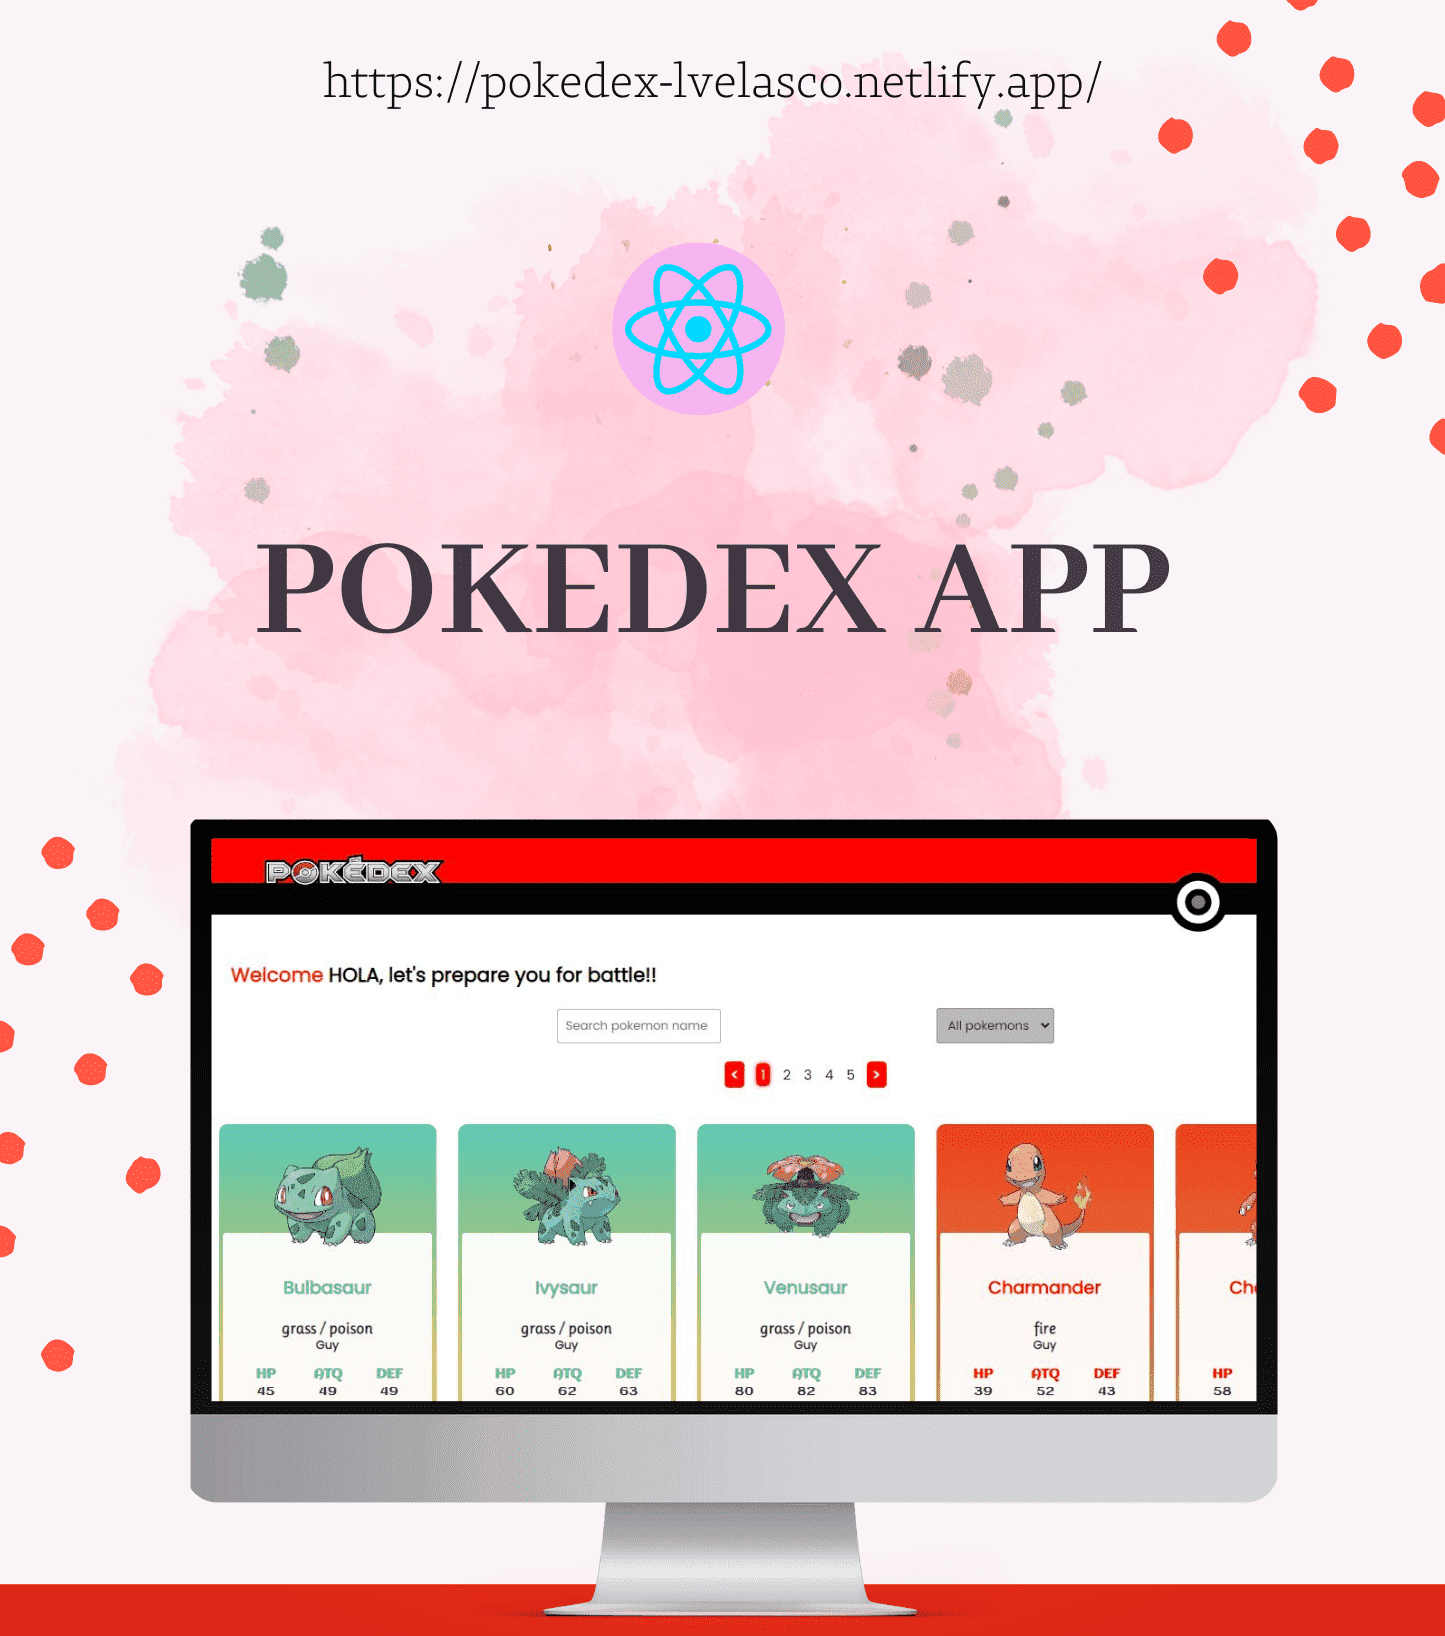 https://pokedex-lvelasco.netlify.app/
POKEDEX APP
POKÉDEX
Welcome HOLA, let's prepare you for battle!!
Search pokemon name All pokemons
< 1 2 3 4 5 >
Bulbasaur Ivysaur Venusaur Charmander
grass / poison grass / poison grass / poison fire
Guy Guy Guy Guy
HP ATQ DEF HP ATQ DEF HP ATQ DEF HP ATQ DEF HP
45 49 49 60 62 63 80 82 83 39 52 43 58